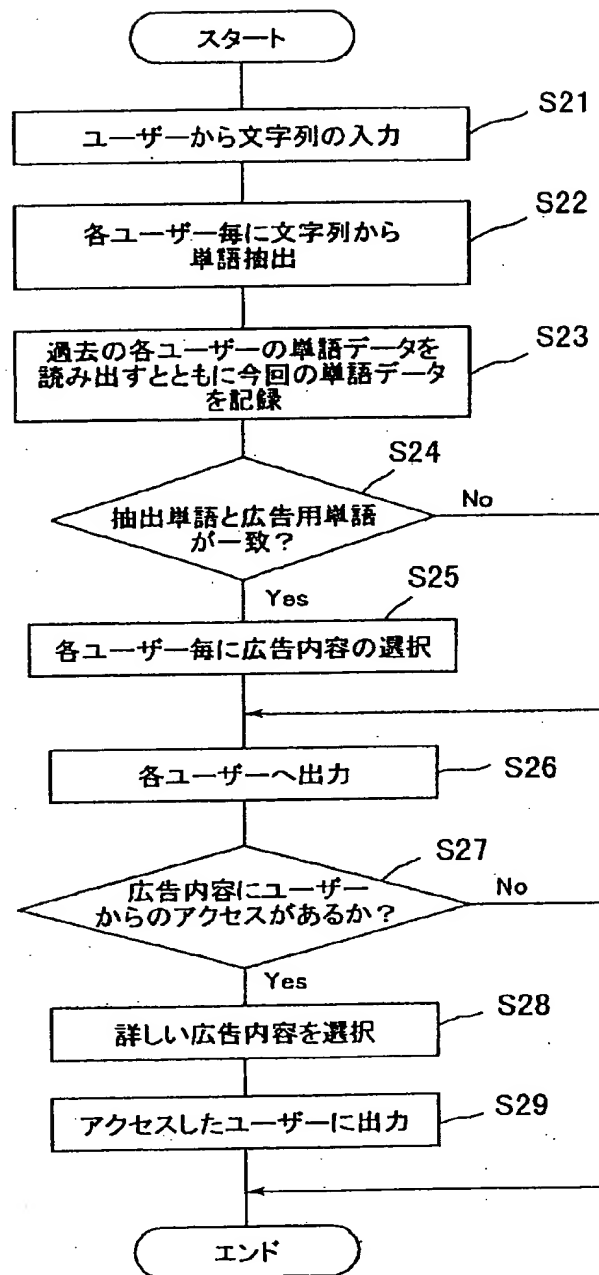 スタート
S21
ユーザーから文字列の入力
S22
各ユーザー毎に文字列から
単語抽出
S23
過去の各ユーザーの単語データを
読み出すとともに今回の単語データ
を記録
S24
抽出単語と広告用単語
が一致？
No
Yes
S25
各ユーザー毎に広告内容の選択
各ユーザーへ出力
S26
S27
広告内容にユーザー
からのアクセスがあるか？
No
Yes
S28
詳しい広告内容を選択
S29
アクセスしたユーザーに出力
エンド